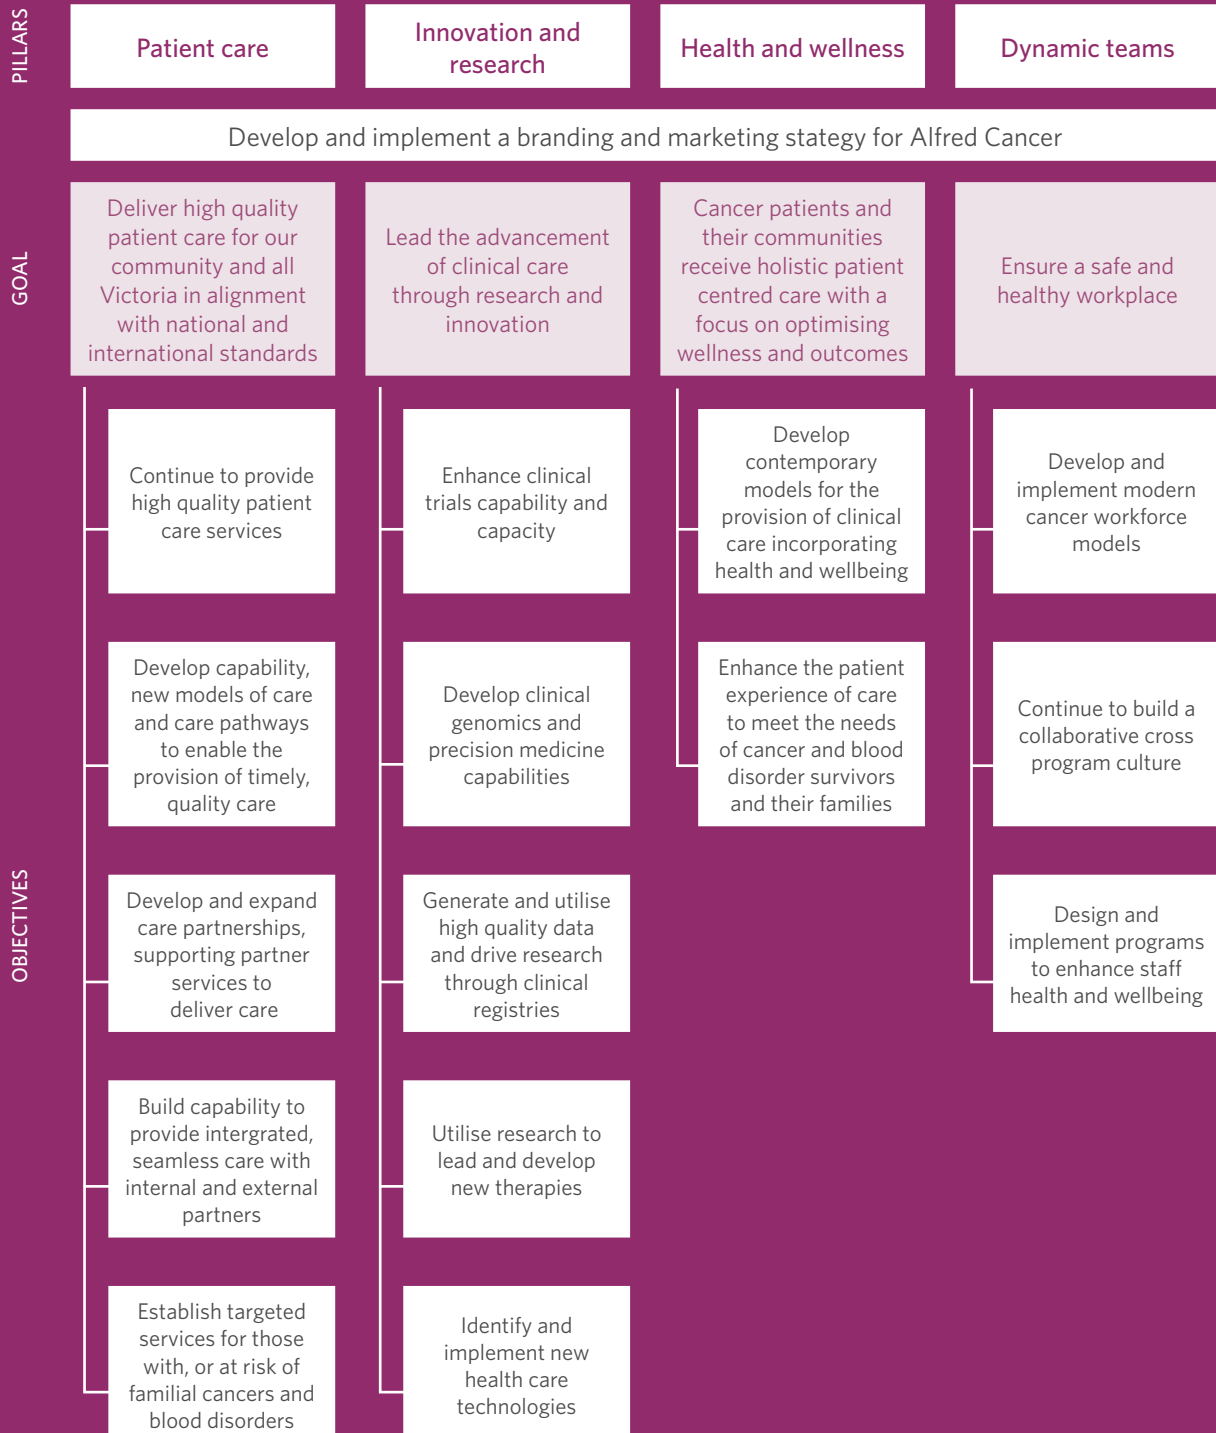 PILLARS
Patient care
Innovation and
research
Health and wellness
Dynamic teams
Develop and implement a branding and marketing stategy for Alfred Cancer
GOAL
Deliver high quality
patient care for our
community and all
Victoria in alignment
with national and
international standards
Lead the advancement
of clinical care
through research and
innovation
Cancer patients and
their communities
receive holistic patient
centred care with a
focus on optimising
wellness and outcomes
Ensure a safe and
healthy workplace
OBJECTIVES
Continue to provide
high quality patient
care services
Develop capability,
new models of care
and care pathways
to enable the
provision of timely,
quality care
Develop and expand
care partnerships,
supporting partner
services to
deliver care
Build capability to
provide intergrated,
seamless care with
internal and external
partners
Establish targeted
services for those
with, or at risk of
familial cancers and
blood disorders
Enhance clinical
trials capability and
capacity
Develop clinical
genomics and
precision medicine
capabilities
Generate and utilise
high quality data
and drive research
through clinical
registries
Utilise research to
lead and develop
new therapies
Identify and
implement new
health care
technologies
Develop
contemporary
models for the
provision of clinical
care incorporating
health and wellbeing
Enhance the patient
experience of care
to meet the needs
of cancer and blood
disorder survivors
and their families
Develop and
implement modern
cancer workforce
models
Continue to build a
collaborative cross
program culture
Design and
implement programs
to enhance staff
health and wellbeing